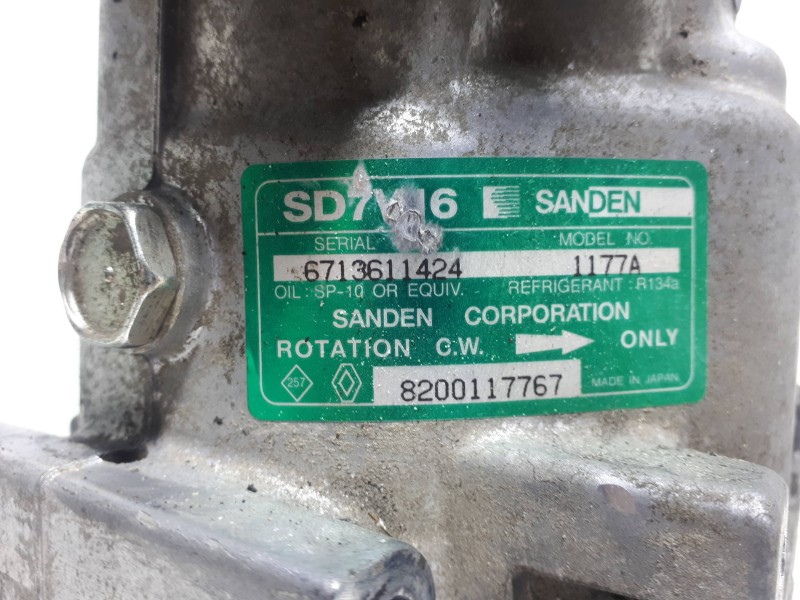 SD7V16 SANDEN
SERIAL MODEL NO.
6713611424 1177A
OIL : SP-10 OR EQUIV. REFRIGERANT : R134a
SANDEN CORPORATION
ROTATION C.W. ONLY
257 8200117767 MADE IN JAPAN